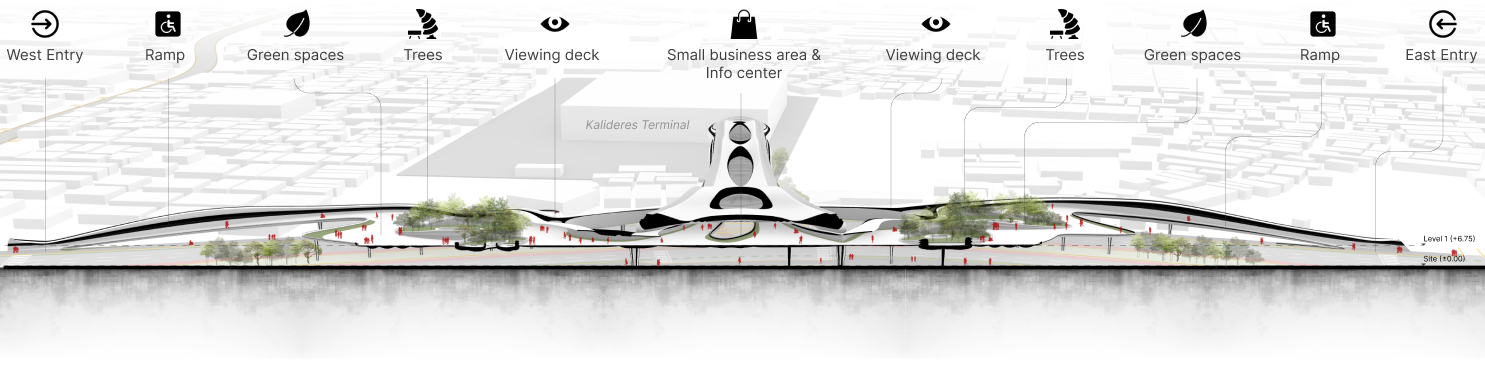 West Entry
Ramp
Green spaces
Trees
Viewing deck
Small business area &
Info center
Viewing deck
Trees
Green spaces
Ramp
East Entry
Kalideres Terminal
Level 1 (+6.75)
Site (±0.00)